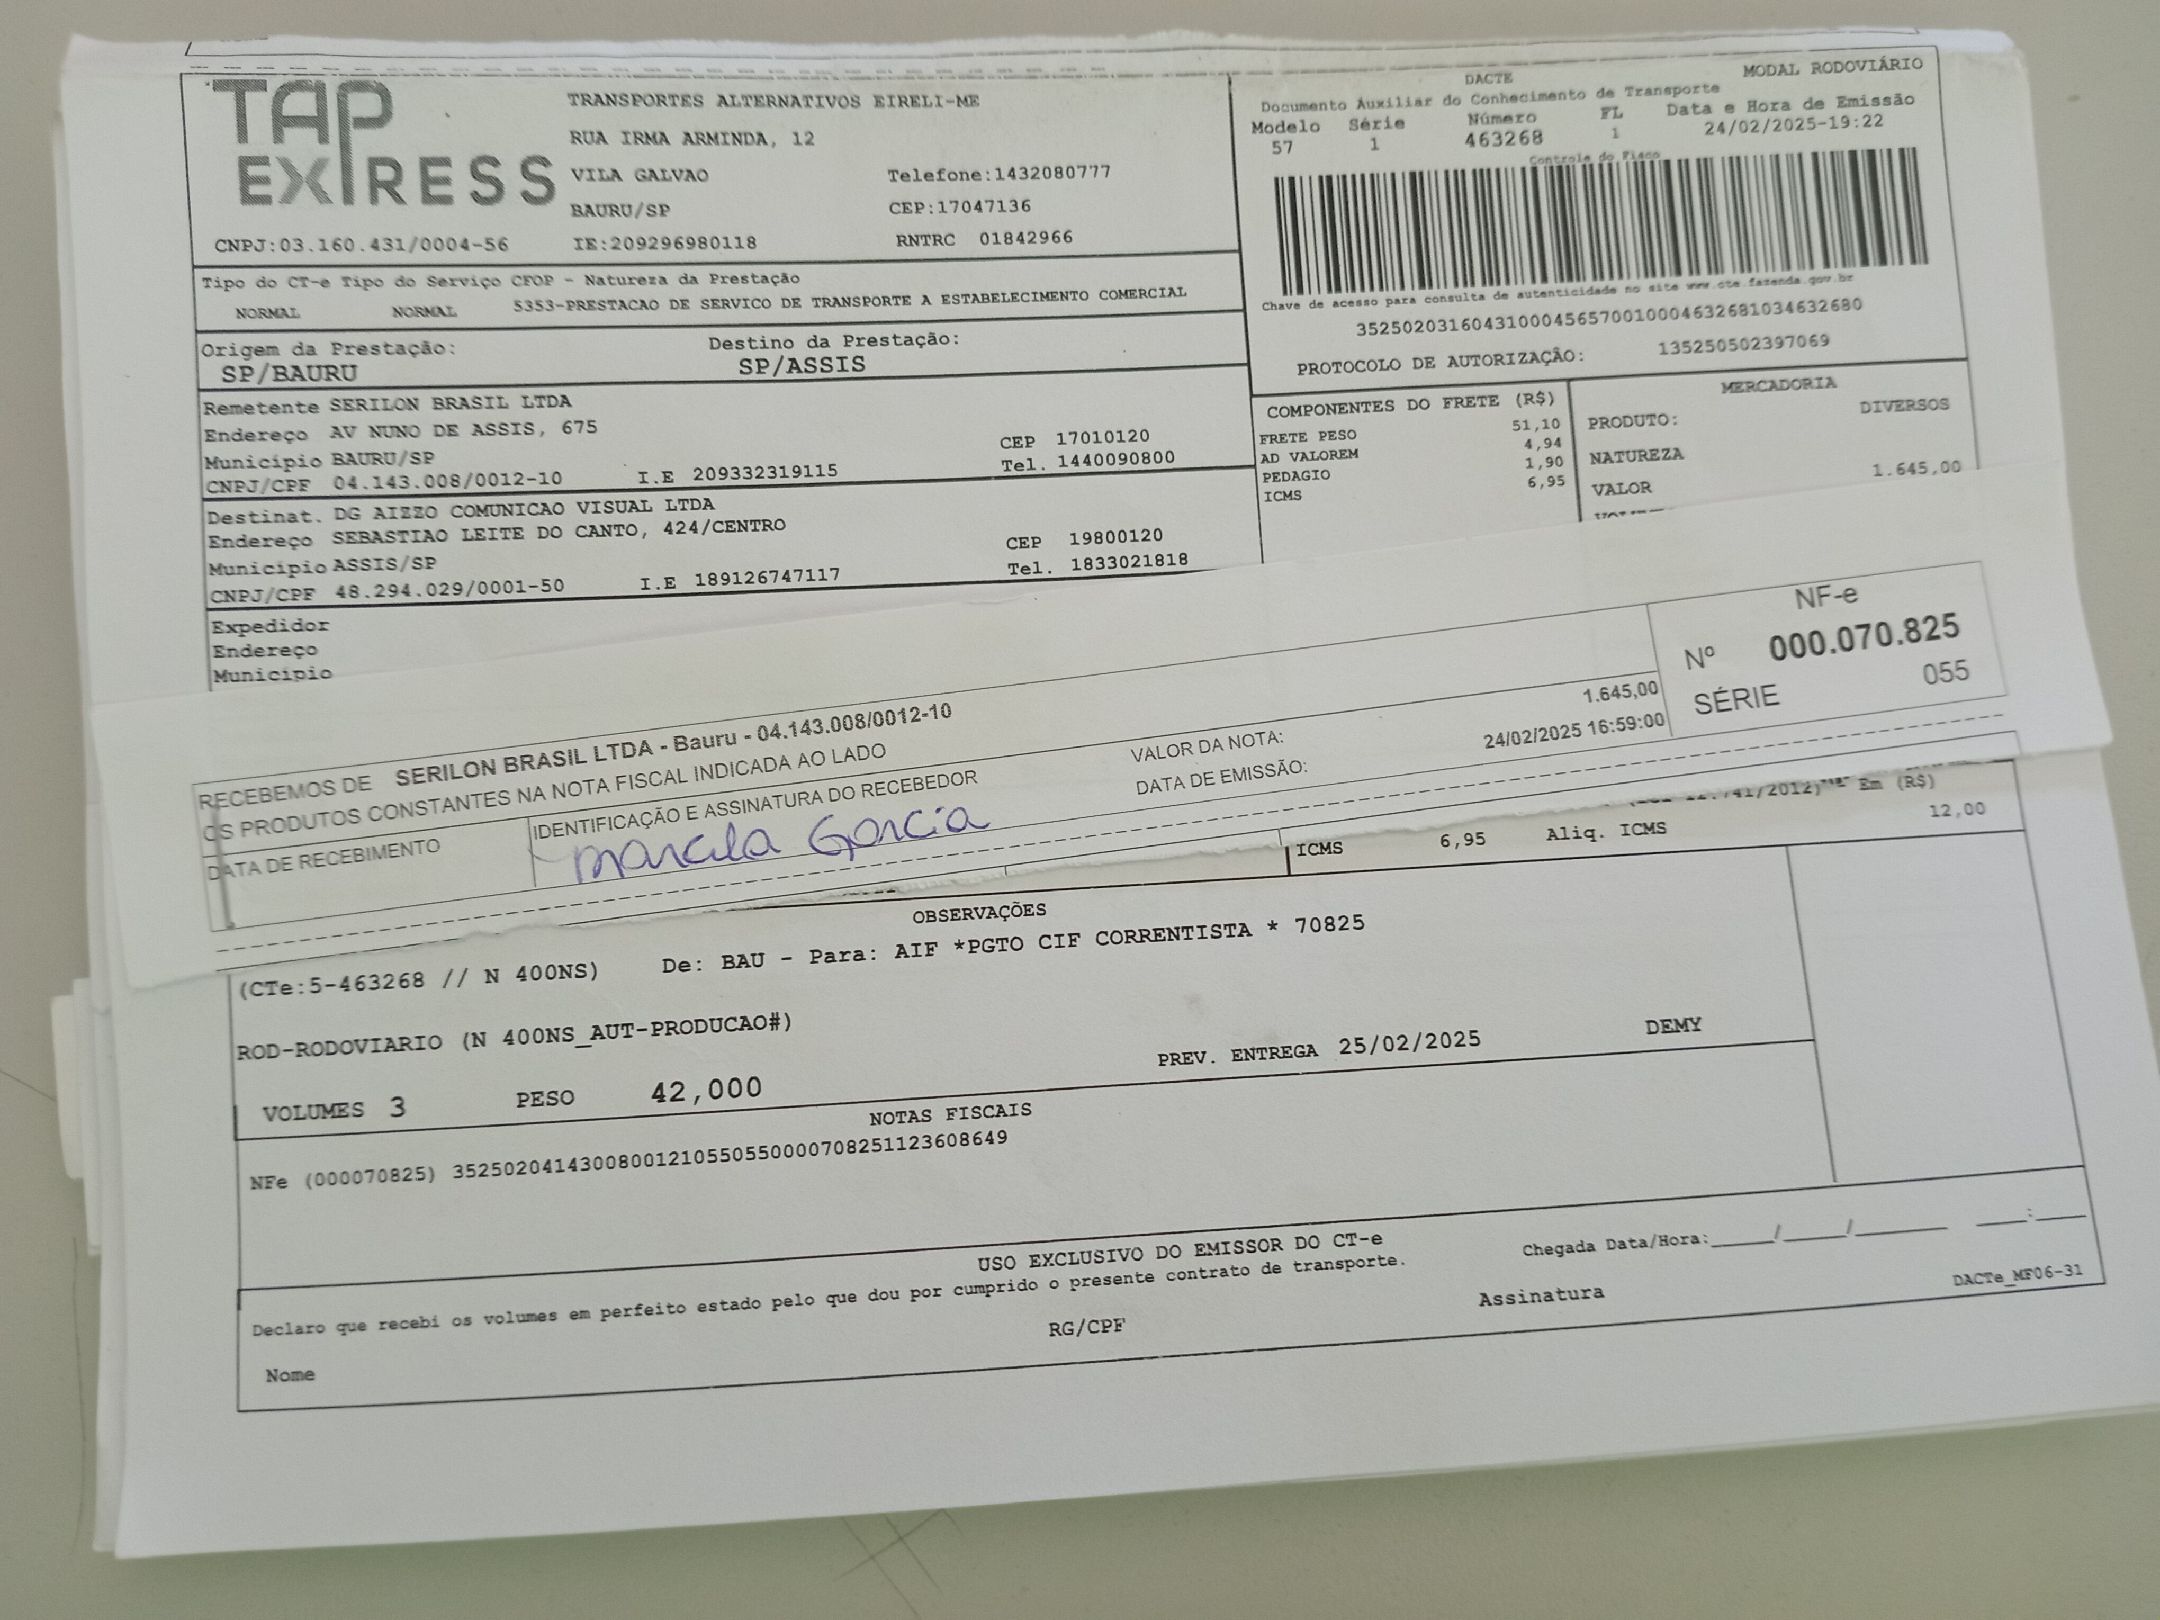 TAP EXPRESS
TRANSPORTES ALTERNATIVOS EIRELI-ME
RUA IRMA ARMINDA, 12
VILA GALVAO Telefone:1432080777
BAURU/SP CEP:17047136
CNPJ:03.160.431/0004-56 IE:209296980118 RNTRC 01842966
DACTE MODAL RODOVIÁRIO
Documento Auxiliar do Conhecimento de Transporte
Modelo Série Número FL Data e Hora de Emissão
57 1 463268 1 24/02/2025-19:22
Controle do Fisco
Chave de acesso para consulta de autenticidade no site www.cte.fazenda.gov.br
35250203160431000456570010004632681034632680
PROTOCOLO DE AUTORIZAÇÃO: 135250502397069
Tipo do CT-e Tipo do Serviço CFOP - Natureza da Prestação
NORMAL NORMAL 5353-PRESTACAO DE SERVICO DE TRANSPORTE A ESTABELECIMENTO COMERCIAL
Origem da Prestação: Destino da Prestação:
SP/BAURU SP/ASSIS
Remetente SERILON BRASIL LTDA
Endereço AV NUNO DE ASSIS, 675
Município BAURU/SP CEP 17010120
CNPJ/CPF 04.143.008/0012-10 I.E 209332319115 Tel. 1440090800
Destinat. DG AIZZO COMUNICAO VISUAL LTDA
Endereço SEBASTIAO LEITE DO CANTO, 424/CENTRO
Município ASSIS/SP CEP 19800120
CNPJ/CPF 48.294.029/0001-50 I.E 189126747117 Tel. 1833021818
Expedidor
Endereço
Município
COMPONENTES DO FRETE (R$)
FRETE PESO 51,10
AD VALOREM 4,94
PEDAGIO 1,90
ICMS 6,95
MERCADORIA
PRODUTO: DIVERSOS
NATUREZA
VALOR 1.645,00
RECEBEMOS DE SERILON BRASIL LTDA - Bauru - 04.143.008/0012-10
OS PRODUTOS CONSTANTES NA NOTA FISCAL INDICADA AO LADO
DATA DE RECEBIMENTO IDENTIFICAÇÃO E ASSINATURA DO RECEBEDOR
Marcela Garcia
VALOR DA NOTA: 1.645,00
DATA DE EMISSÃO: 24/02/2025 16:59:00
NF-e
Nº 000.070.825
SÉRIE 055
Em (R$)
ICMS 6,95 Aliq. ICMS 12,00
OBSERVAÇÕES
(CTe:5-463268 // N 400NS) De: BAU - Para: AIF *PGTO CIF CORRENTISTA * 70825
ROD-RODOVIARIO (N 400NS_AUT-PRODUCAO#)
PREV. ENTREGA 25/02/2025 DEMY
VOLUMES 3 PESO 42,000
NOTAS FISCAIS
NFe (000070825) 35250204143008001210550550000708251123608649
USO EXCLUSIVO DO EMISSOR DO CT-e
Declaro que recebi os volumes em perfeito estado pelo que dou por cumprido o presente contrato de transporte.
Chegada Data/Hora:_____/_____/________ ____:____
Nome RG/CPF Assinatura
DACTe_MF06-31